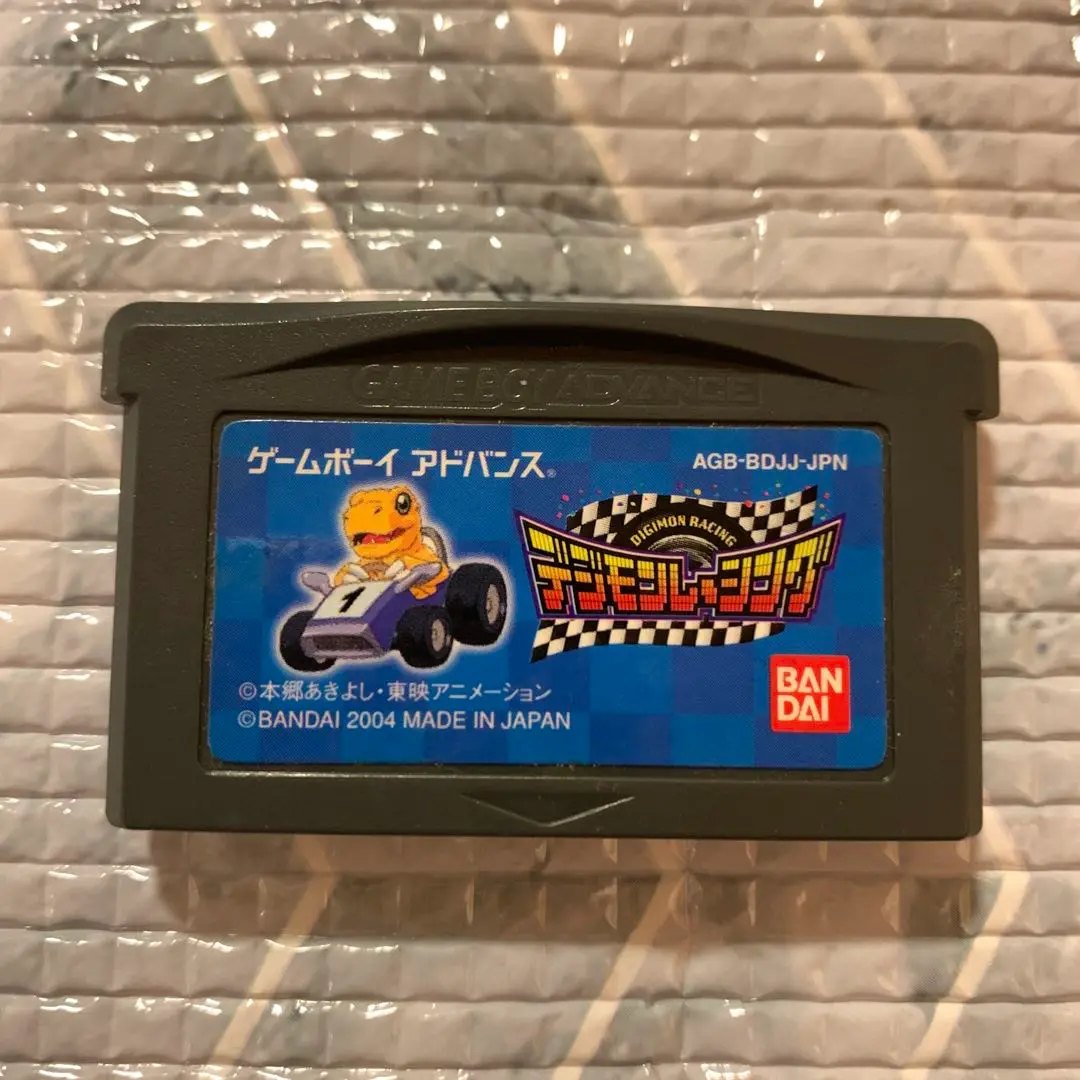 GAME BOY ADVANCE
ゲームボーイ アドバンス®
AGB-BDJJ-JPN
DIGIMON RACING
デジモンレーシング
1
©本郷あきよし・東映アニメーション
©BANDAI 2004 MADE IN JAPAN
BAN
DAI